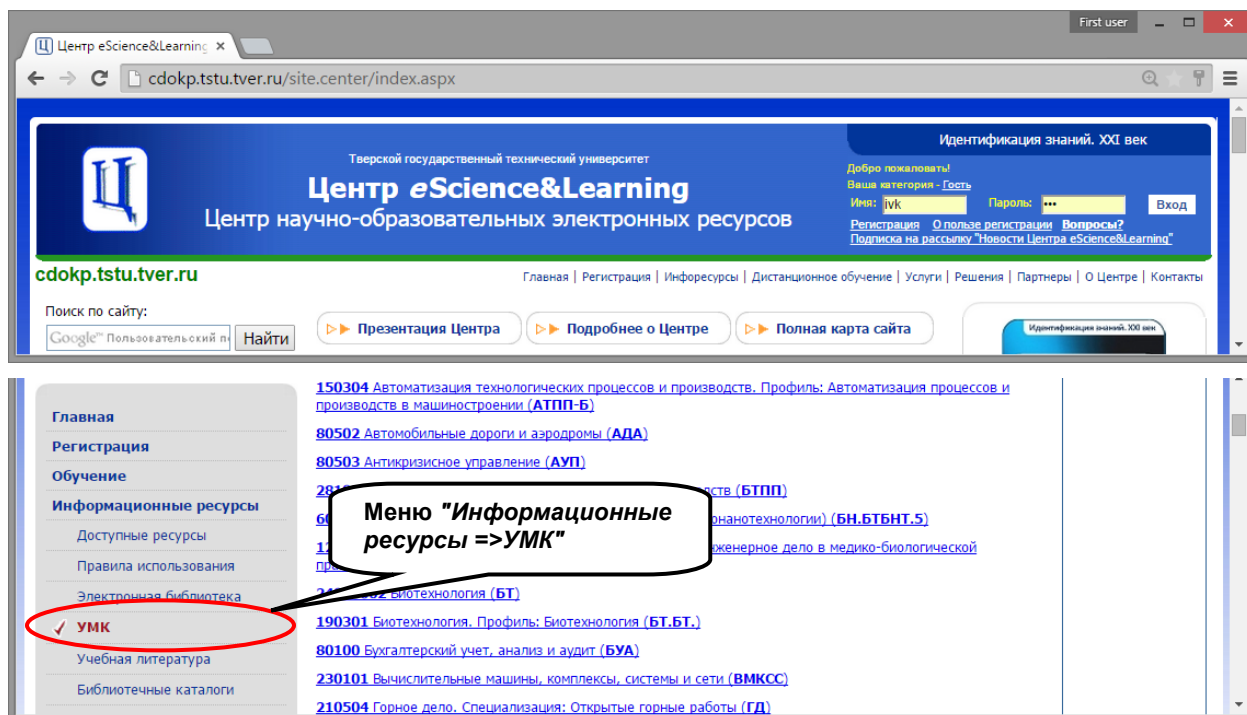 First user
Центр eScience&Learning
cdokp.tstu.tver.ru/site.center/index.aspx
Ц
Тверской государственный технический университет
Центр eScience&Learning
Центр научно-образовательных электронных ресурсов
Идентификация знаний. XXI век
Добро пожаловать!
Ваша категория - Гость
Имя: ivk Пароль: ••• Вход
Регистрация О пользе регистрации Вопросы?
Подписка на рассылку "Новости Центра eScience&Learning"
cdokp.tstu.tver.ru
Главная | Регистрация | Инфоресурсы | Дистанционное обучение | Услуги | Решения | Партнеры | О Центре | Контакты
Поиск по сайту:
Google™ Пользовательский Найти
Презентация Центра
Подробнее о Центре
Полная карта сайта
Идентификация знаний. XXI век
Главная
Регистрация
Обучение
Информационные ресурсы
Доступные ресурсы
Правила использования
Электронная библиотека
УМК
Учебная литература
Библиотечные каталоги
150304 Автоматизация технологических процессов и производств. Профиль: Автоматизация процессов и
производств в машиностроении (АТПП-Б)
80502 Автомобильные дороги и аэродромы (АДА)
80503 Антикризисное управление (АУП)
(БТПП)
(БН.БТБНТ.5)
дело в медико-биологической
Биотехнология (БТ)
190301 Биотехнология. Профиль: Биотехнология (БТ.БТ.)
80100 Бухгалтерский учет, анализ и аудит (БУА)
230101 Вычислительные машины, комплексы, системы и сети (ВМКСС)
210504 Горное дело. Специализация: Открытые горные работы (ГД)
Меню "Информационные
ресурсы =>УМК"